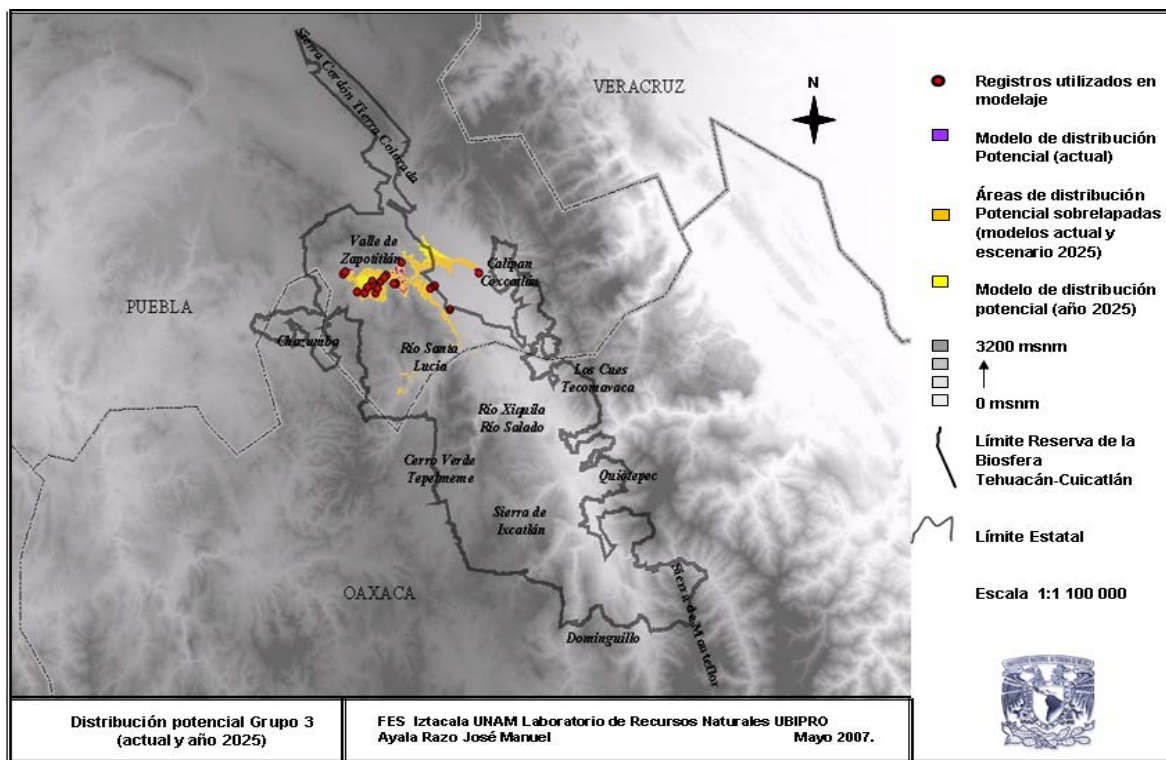 Sierra Cordón Tierra Colorada
VERACRUZ
N
Valle de
Zapotitlán
Calipan
Coxcatlán
PUEBLA
Chazumba
Río Santa
Lucia
Los Cues
Tecomavaca
Río Xiquila
Río Salado
Cerro Verde
Tepelmeme
Quiotepec
Sierra de
Ixcatlán
OAXACA
Dominguillo
Sierra de Monteflor
Registros utilizados en
modelaje
Modelo de distribución
Potencial (actual)
Áreas de distribución
Potencial sobrelapadas
(modelos actual y
escenario 2025)
Modelo de distribución
potencial (año 2025)
3200 msnm
0 msnm
Límite Reserva de la
Biosfera
Tehuacán-Cuicatlán
Límite Estatal
Escala 1:1 100 000
Distribución potencial Grupo 3
(actual y año 2025)
FES Iztacala UNAM Laboratorio de Recursos Naturales UBIPRO
Ayala Razo José Manuel Mayo 2007.